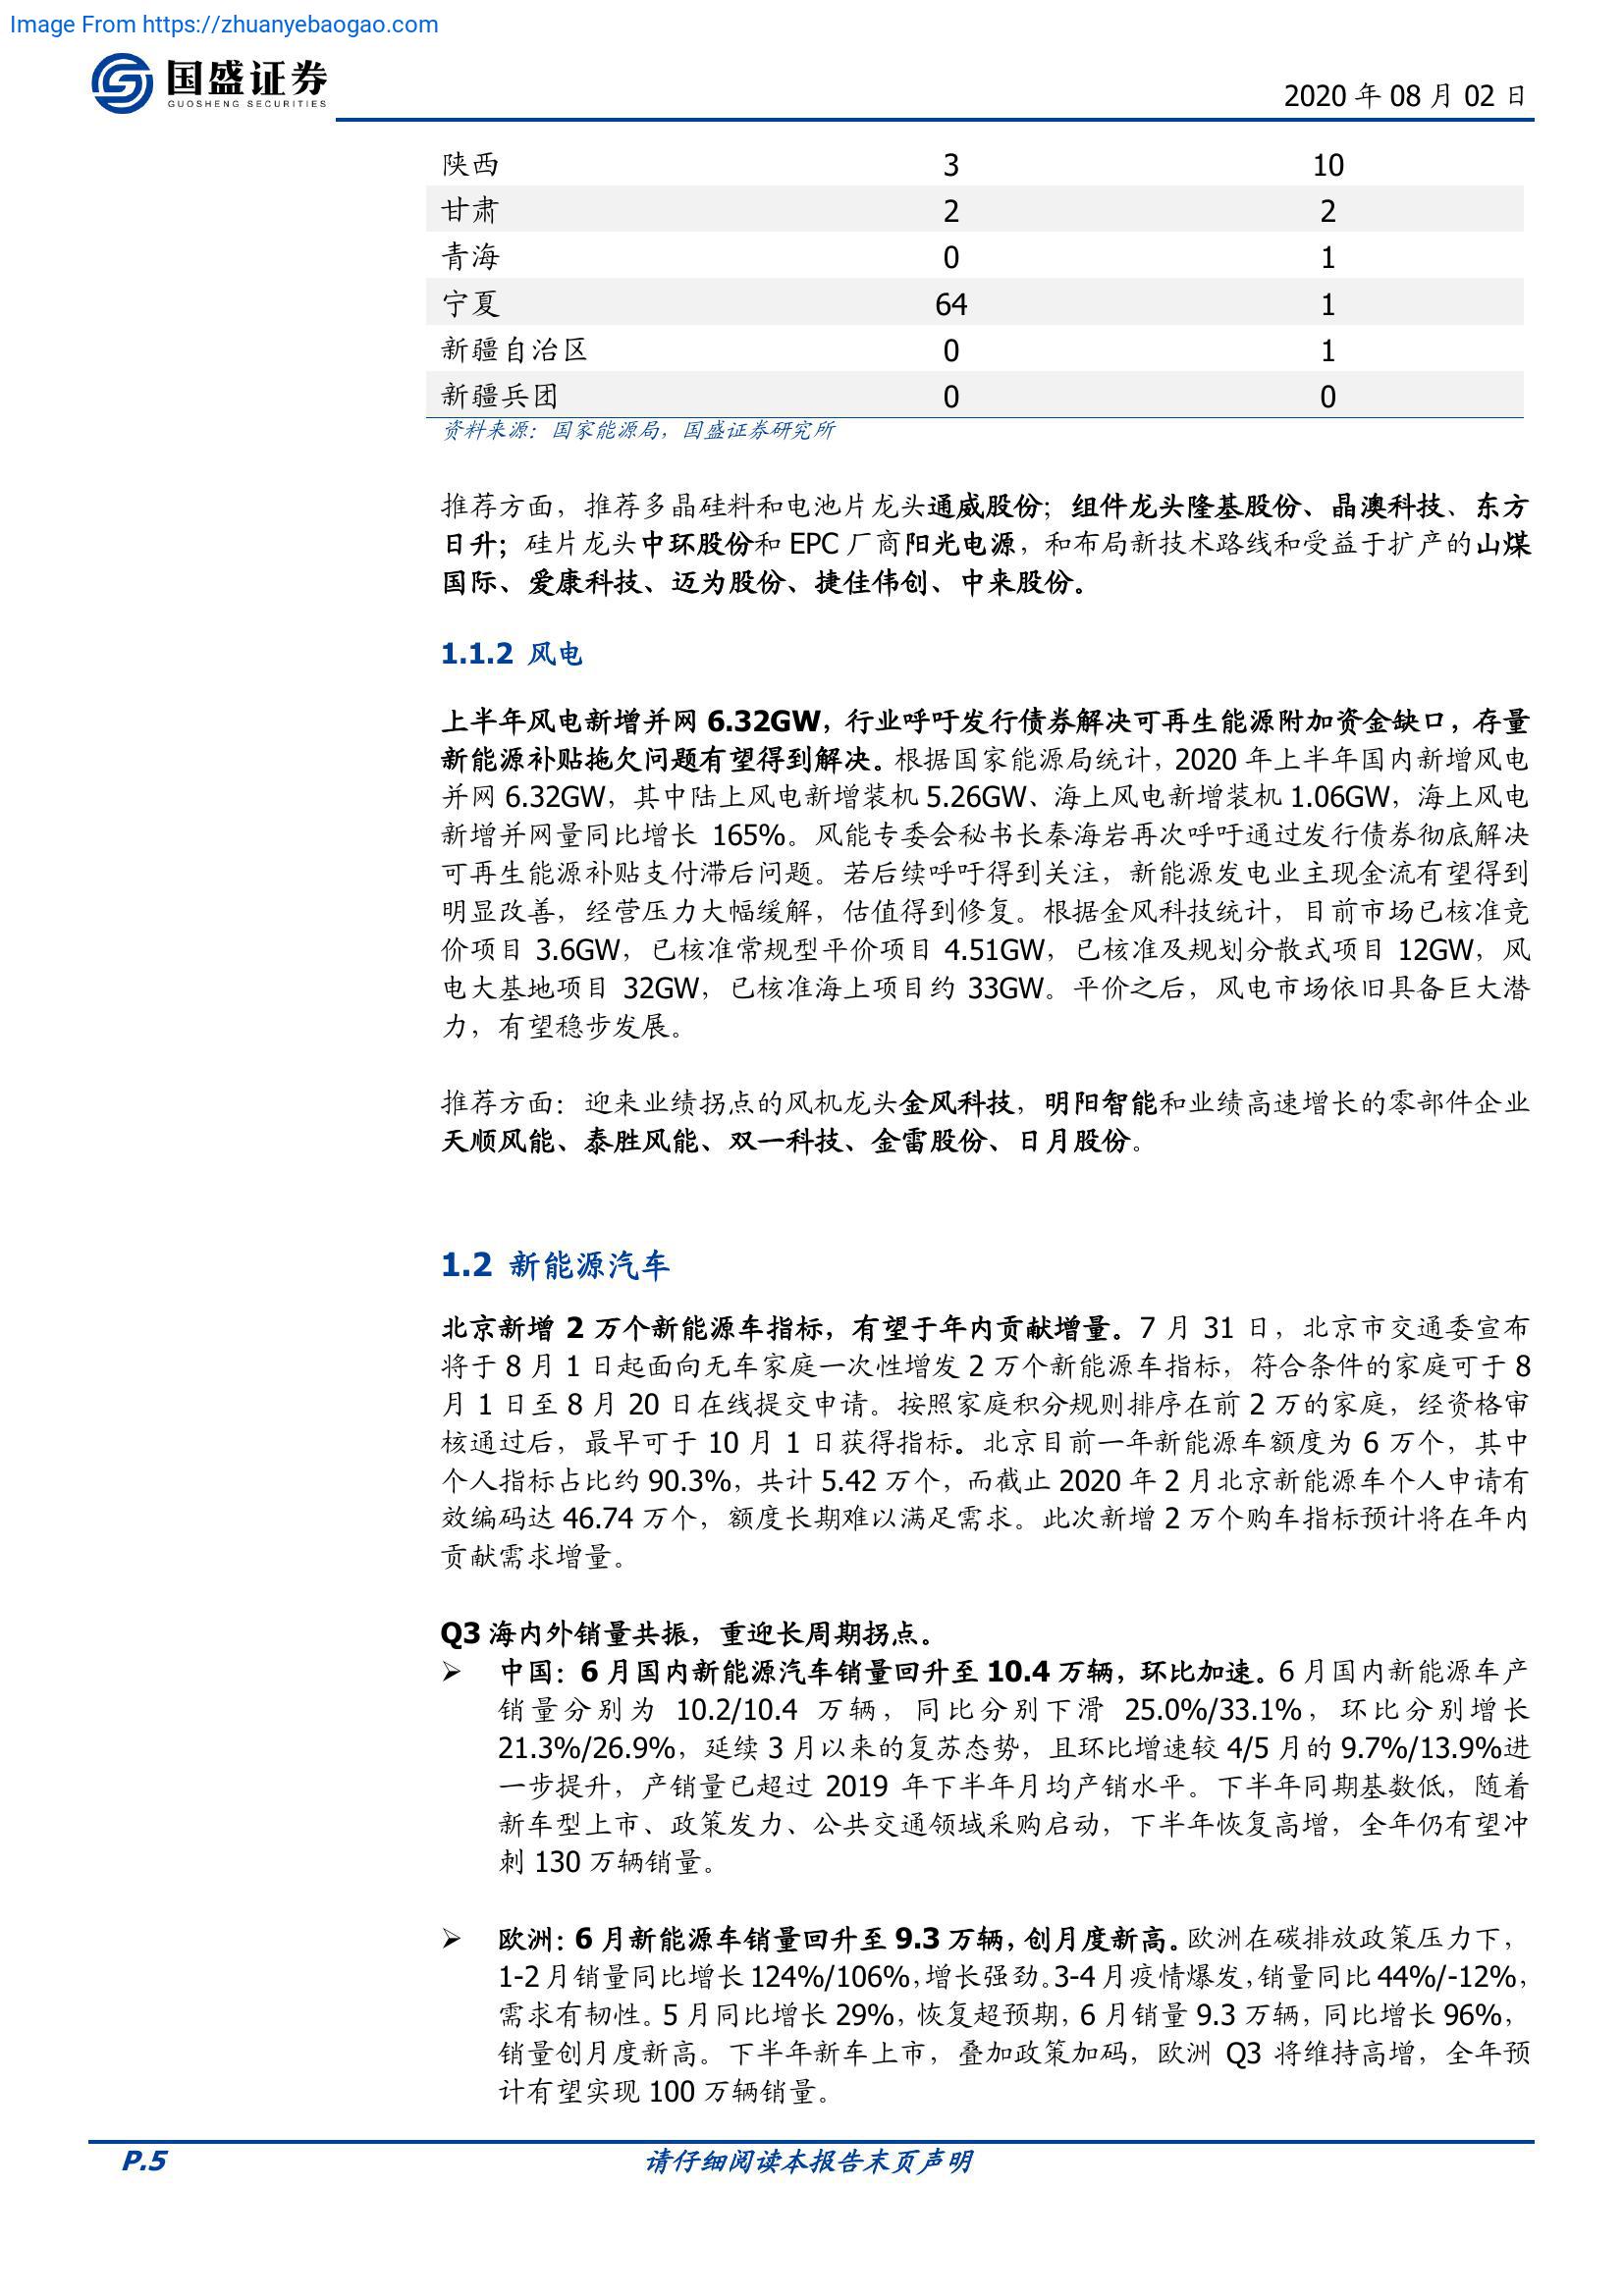 Image From https://zhuanyebaogao.com
国盛证券
GUOSHENG SECURITIES
2020 年 08 月 02 日
陕西 3 10
甘肃 2 2
青海 0 1
宁夏 64 1
新疆自治区 0 1
新疆兵团 0 0
资料来源：国家能源局，国盛证券研究所
推荐方面，推荐多晶硅料和电池片龙头通威股份；组件龙头隆基股份、晶澳科技、东方
日升；硅片龙头中环股份和 EPC 厂商阳光电源，和布局新技术路线和受益于扩产的山煤
国际、爱康科技、迈为股份、捷佳伟创、中来股份。
1.1.2 风电
上半年风电新增并网 6.32GW，行业呼吁发行债券解决可再生能源附加资金缺口，存量
新能源补贴拖欠问题有望得到解决。根据国家能源局统计，2020 年上半年国内新增风电
并网 6.32GW，其中陆上风电新增装机 5.26GW、海上风电新增装机 1.06GW，海上风电
新增并网量同比增长 165%。风能专委会秘书长秦海岩再次呼吁通过发行债券彻底解决
可再生能源补贴支付滞后问题。若后续呼吁得到关注，新能源发电业主现金流有望得到
明显改善，经营压力大幅缓解，估值得到修复。根据金风科技统计，目前市场已核准竞
价项目 3.6GW，已核准常规型平价项目 4.51GW，已核准及规划分散式项目 12GW，风
电大基地项目 32GW，已核准海上项目约 33GW。平价之后，风电市场依旧具备巨大潜
力，有望稳步发展。
推荐方面：迎来业绩拐点的风机龙头金风科技，明阳智能和业绩高速增长的零部件企业
天顺风能、泰胜风能、双一科技、金雷股份、日月股份。
1.2 新能源汽车
北京新增 2 万个新能源车指标，有望于年内贡献增量。7 月 31 日，北京市交通委宣布
将于 8 月 1 日起面向无车家庭一次性增发 2 万个新能源车指标，符合条件的家庭可于 8
月 1 日至 8 月 20 日在线提交申请。按照家庭积分规则排序在前 2 万的家庭，经资格审
核通过后，最早可于 10 月 1 日获得指标。北京目前一年新能源车额度为 6 万个，其中
个人指标占比约 90.3%，共计 5.42 万个，而截止 2020 年 2 月北京新能源车个人申请有
效编码达 46.74 万个，额度长期难以满足需求。此次新增 2 万个购车指标预计将在年内
贡献需求增量。
Q3 海内外销量共振，重迎长周期拐点。
➢ 中国：6 月国内新能源汽车销量回升至 10.4 万辆，环比加速。6 月国内新能源车产
销量分别为 10.2/10.4 万辆，同比分别下滑 25.0%/33.1%，环比分别增长
21.3%/26.9%，延续 3 月以来的复苏态势，且环比增速较 4/5 月的 9.7%/13.9%进
一步提升，产销量已超过 2019 年下半年月均产销水平。下半年同期基数低，随着
新车型上市、政策发力、公共交通领域采购启动，下半年恢复高增，全年仍有望冲
刺 130 万辆销量。
➢ 欧洲：6 月新能源车销量回升至 9.3 万辆，创月度新高。欧洲在碳排放政策压力下，
1-2 月销量同比增长 124%/106%，增长强劲。3-4 月疫情爆发，销量同比 44%/-12%，
需求有韧性。5 月同比增长 29%，恢复超预期，6 月销量 9.3 万辆，同比增长 96%，
销量创月度新高。下半年新车上市，叠加政策加码，欧洲 Q3 将维持高增，全年预
计有望实现 100 万辆销量。
P.5 请仔细阅读本报告末页声明